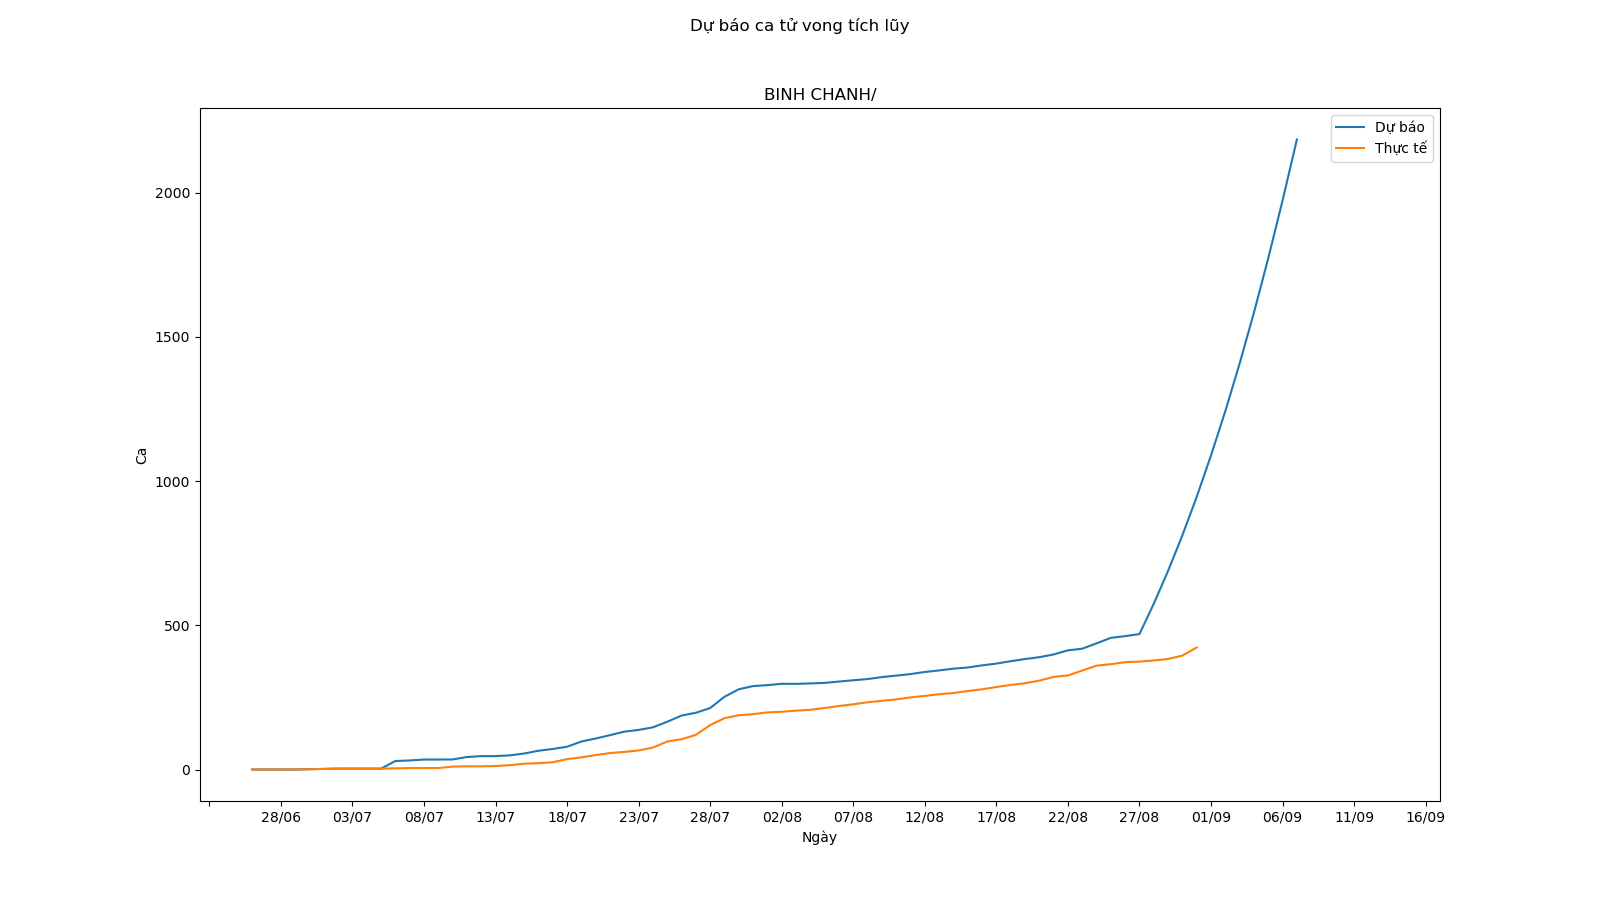 Dự báo ca tử vong tích lũy
BINH CHANH/
Dự báo
Thực tế
2000
1500
1000
500
0
Ca
28/06 03/07 08/07 13/07 18/07 23/07 28/07 02/08 07/08 12/08 17/08 22/08 27/08 01/09 06/09 11/09 16/09
Ngày